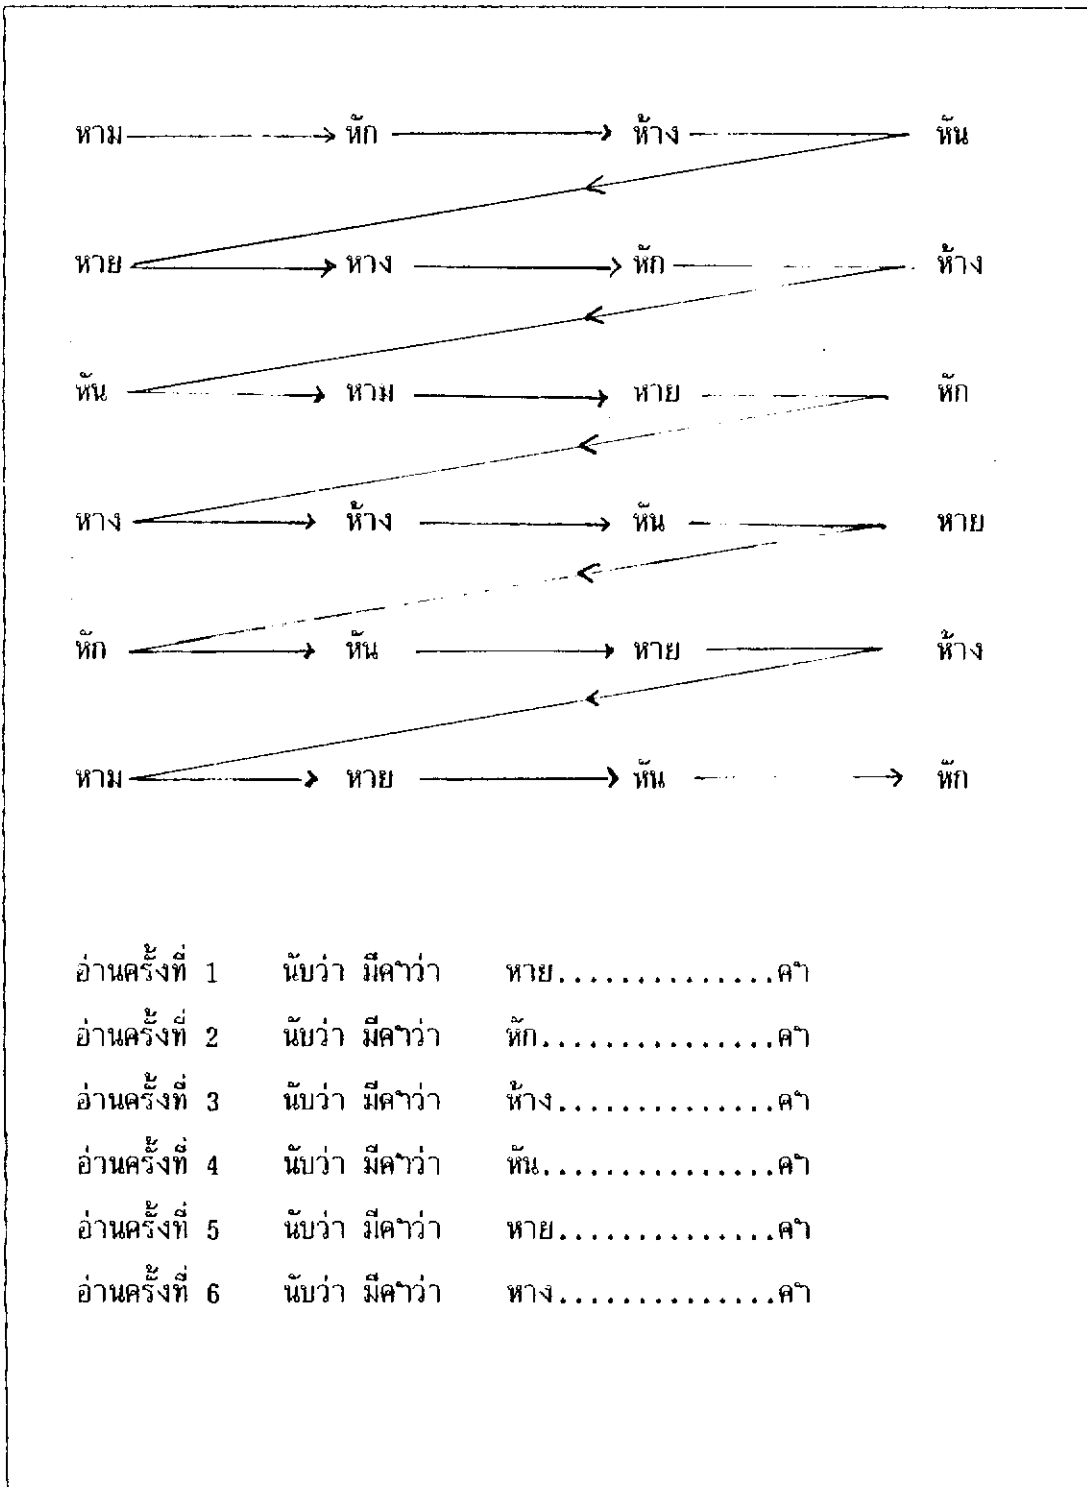 หาม หัก ห้าง หัน
หาย หาง หัก ห้าง
หัน หาม หาย หัก
หาง ห้าง หัน หาย
หัก หัน หาย ห้าง
หาม หาย หัน หัก
อ่านครั้งที่ 1 นับว่า มีคำว่า หาย...............คำ
อ่านครั้งที่ 2 นับว่า มีคำว่า หัก................คำ
อ่านครั้งที่ 3 นับว่า มีคำว่า ห้าง...............คำ
อ่านครั้งที่ 4 นับว่า มีคำว่า หัน................คำ
อ่านครั้งที่ 5 นับว่า มีคำว่า หาย...............คำ
อ่านครั้งที่ 6 นับว่า มีคำว่า หาง...............คำ